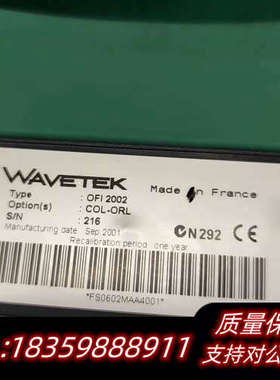 WAVETEK
Made in France
Type : OFI 2002
Option(s) : COL-ORL
S/N : 216
Manufacturing date Sep 2001
N292 CE
Recalibration period one year
*FS0602MAA4001*
质量保
:18359888911
支持对公